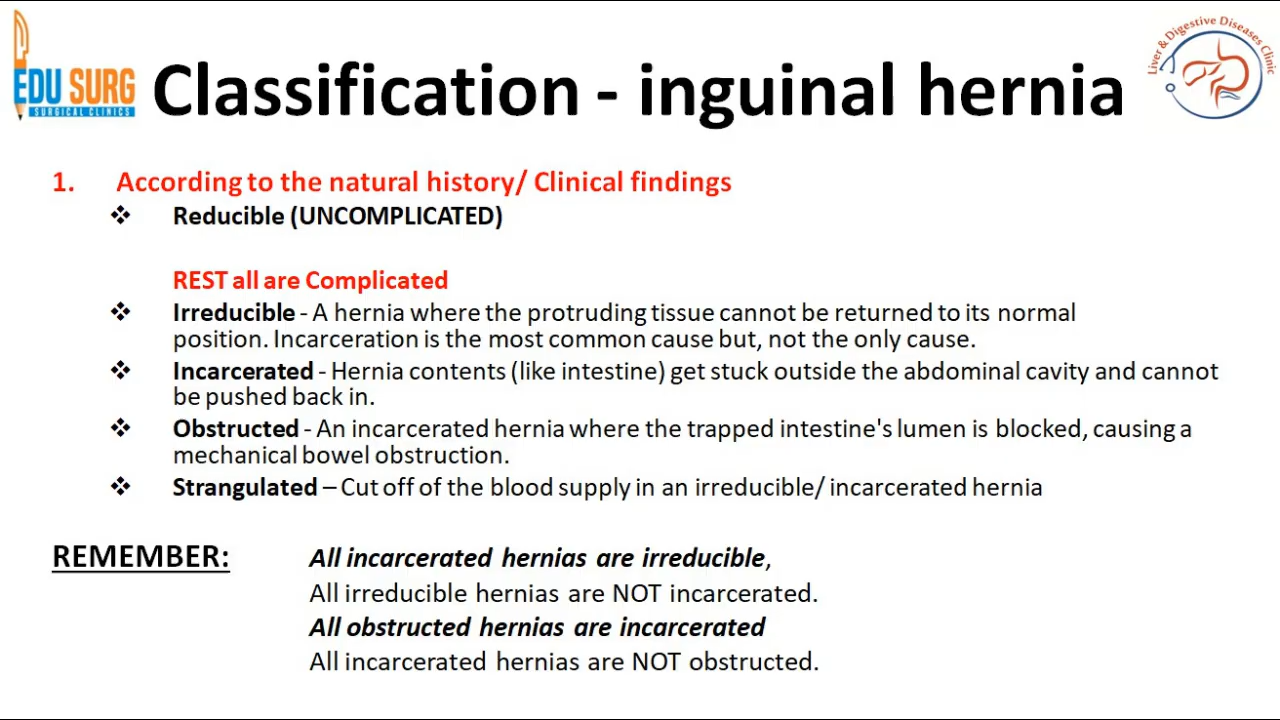 EDU SURG
SURGICAL CLINICS
Classification - inguinal hernia
Liver & Digestive Diseases Clinic
1. According to the natural history/ Clinical findings
❖ Reducible (UNCOMPLICATED)
REST all are Complicated
❖ Irreducible - A hernia where the protruding tissue cannot be returned to its normal
position. Incarceration is the most common cause but, not the only cause.
❖ Incarcerated - Hernia contents (like intestine) get stuck outside the abdominal cavity and cannot
be pushed back in.
❖ Obstructed - An incarcerated hernia where the trapped intestine's lumen is blocked, causing a
mechanical bowel obstruction.
❖ Strangulated – Cut off of the blood supply in an irreducible/ incarcerated hernia
REMEMBER: All incarcerated hernias are irreducible,
All irreducible hernias are NOT incarcerated.
All obstructed hernias are incarcerated
All incarcerated hernias are NOT obstructed.